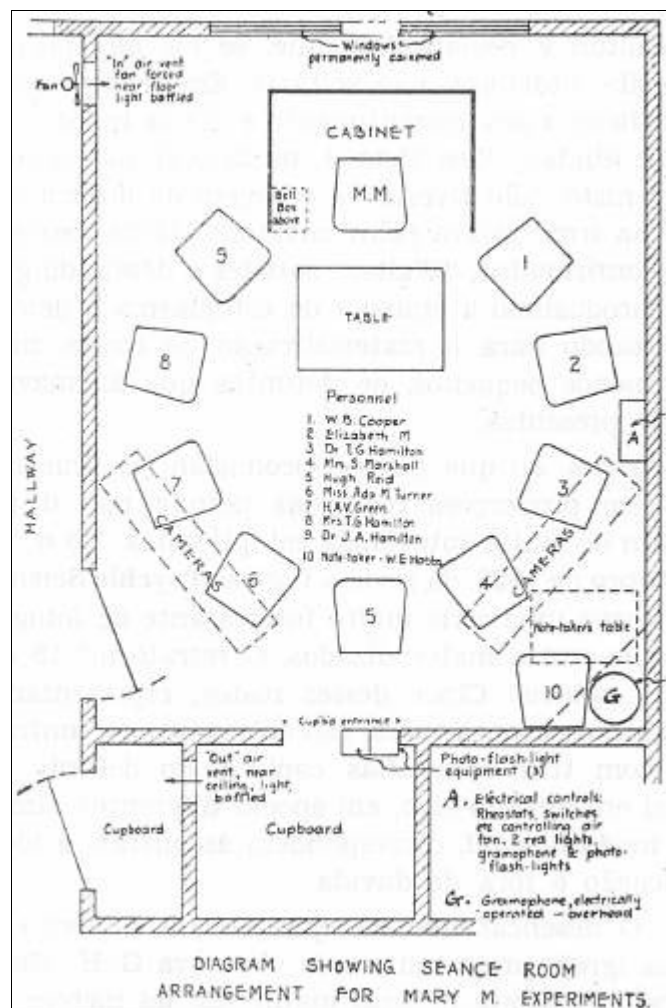 Windows
permanently darkened
"In" air vent
fan forced
near floor
light baffled
Fan
CABINET
M.M.
Bell
Box
above
9
1
TABLE
8
2
A
Personnel
1. W. B. Cooper
2 Elizabeth M
3 Dr T. G Hamilton
4 Mrs. S. Marshall
5 Hugh Reid
6 Miss Ada M. Turner
7 H.A.V. Green
8 Mrs T. G Hamilton
9 Dr J. A. Hamilton
10 Note-taker - W.E Hobbs
HALLWAY
7
3
CAMERAS
CAMERAS
6
4
5
Note-takers table
10
G
Cupb'd entrance
"Out" air
vent, near
ceiling, light
baffled
Photo-flash-light
equipment (3)
Cupboard
Cupboard
A - Electrical controls:
Rheostats, switches
etc controlling air
fan, 2 red lights,
gramophone & photo-
flash-lights
G = Gramophone, electrically
operated - overhead
DIAGRAM SHOWING SEANCE ROOM
ARRANGEMENT FOR MARY M. EXPERIMENTS